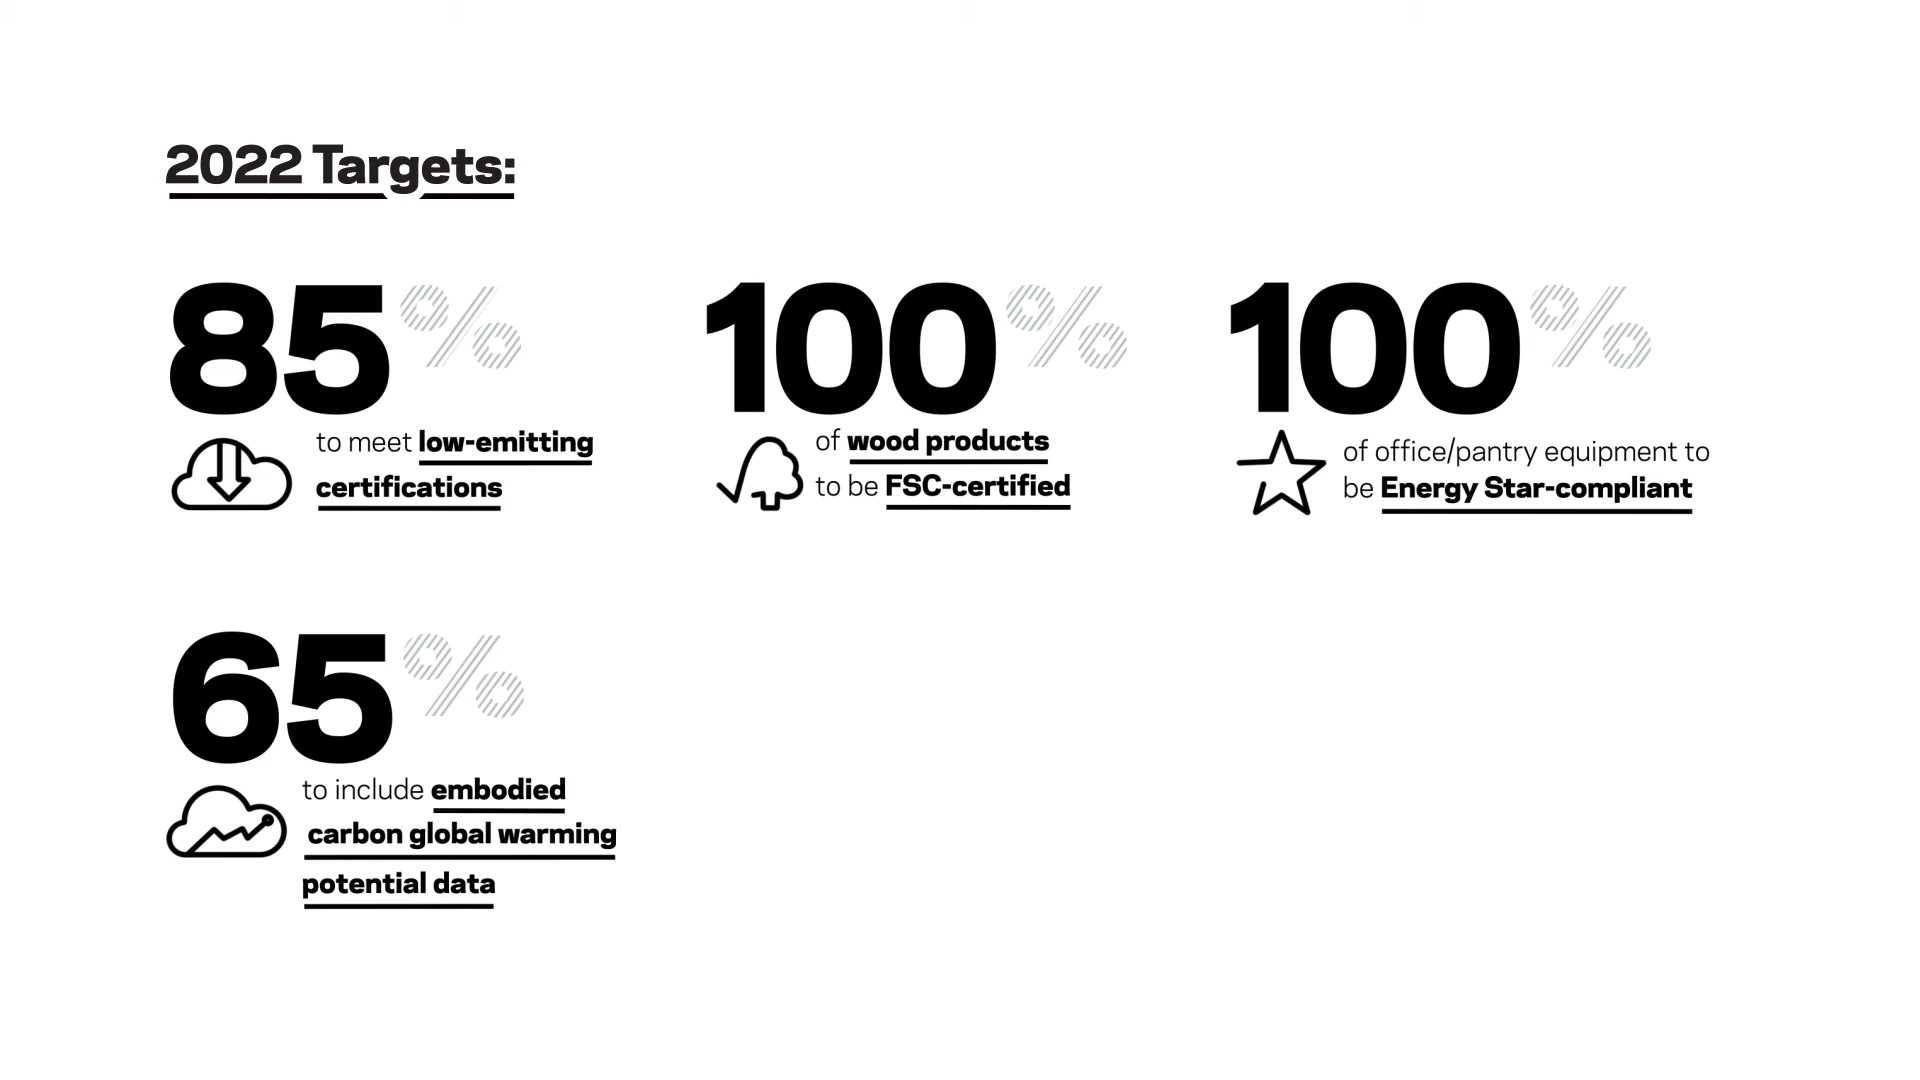 2022 Targets:
85%
to meet low-emitting
certifications
100%
of wood products
to be FSC-certified
100%
of office/pantry equipment to
be Energy Star-compliant
65%
to include embodied
carbon global warming
potential data